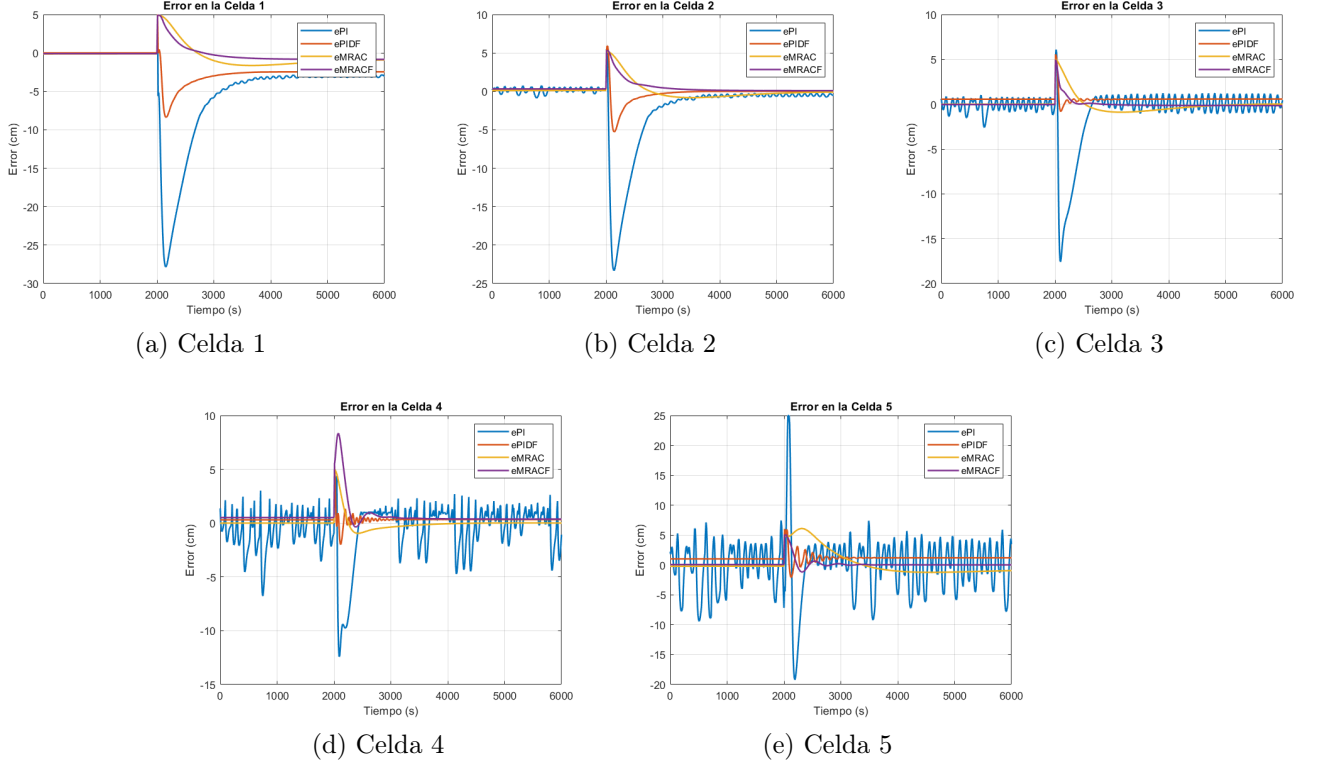 Error en la Celda 1
5
0
-5
-10
-15
-20
-25
-30
Error (cm)
0 1000 2000 3000 4000 5000 6000
Tiempo (s)
ePI
ePIDF
eMRAC
eMRACF
(a) Celda 1
Error en la Celda 2
10
5
0
-5
-10
-15
-20
-25
Error (cm)
0 1000 2000 3000 4000 5000 6000
Tiempo (s)
ePI
ePIDF
eMRAC
eMRACF
(b) Celda 2
Error en la Celda 3
10
5
0
-5
-10
-15
-20
Error (cm)
0 1000 2000 3000 4000 5000 6000
Tiempo (s)
ePI
ePIDF
eMRAC
eMRACF
(c) Celda 3
Error en la Celda 4
10
5
0
-5
-10
-15
Error (cm)
0 1000 2000 3000 4000 5000 6000
Tiempo (s)
ePI
ePIDF
eMRAC
eMRACF
(d) Celda 4
Error en la Celda 5
25
20
15
10
5
0
-5
-10
-15
-20
Error (cm)
0 1000 2000 3000 4000 5000 6000
Tiempo (s)
ePI
ePIDF
eMRAC
eMRACF
(e) Celda 5